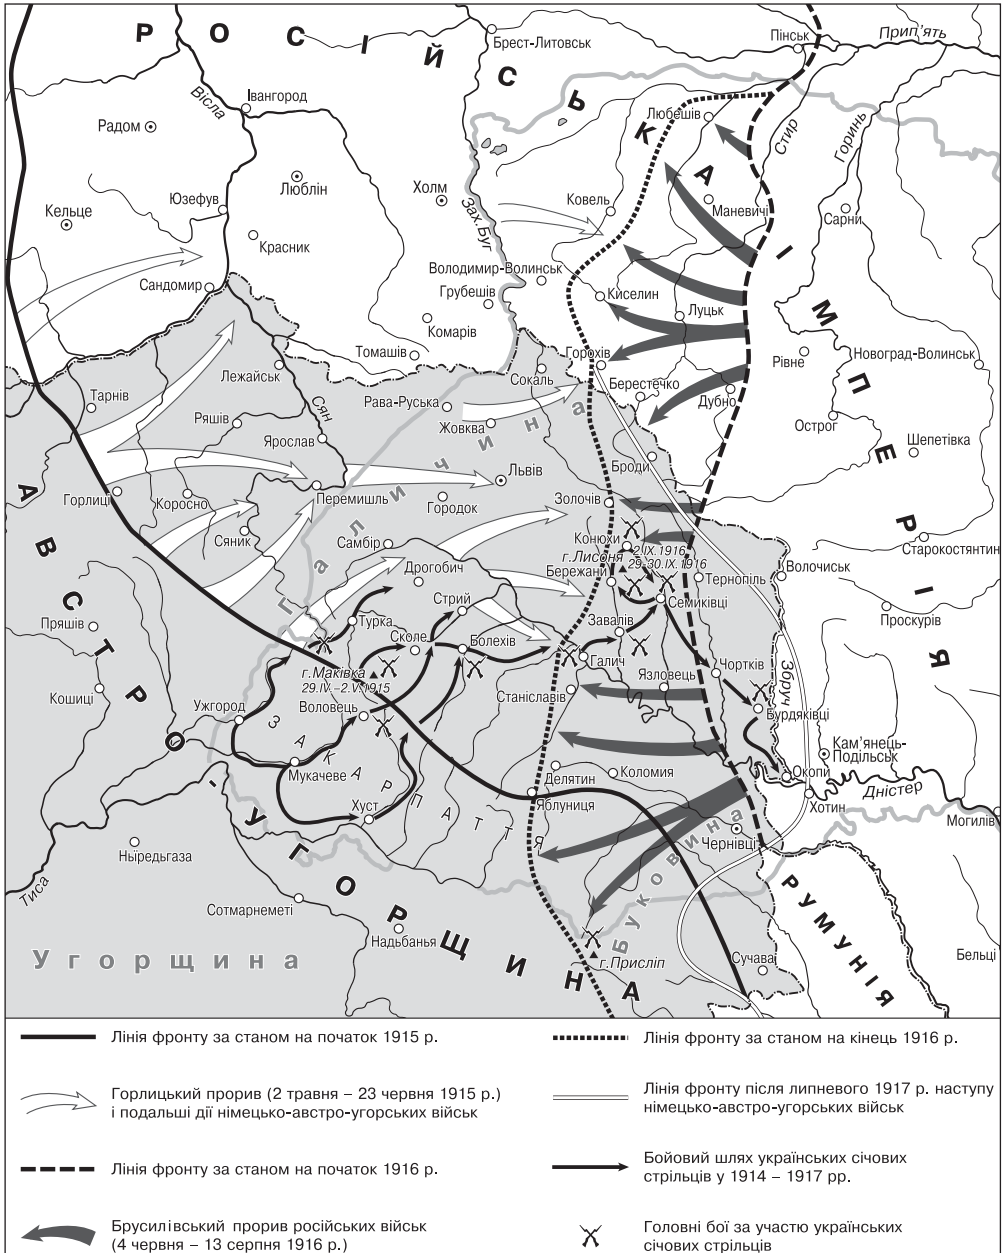 РОСІЙСЬКА ІМПЕРІЯ
Брест-Литовськ
Пінськ
Прип'ять
Вісла
Івангород
Радом
Любешів
Стир
Горинь
Люблін
Холм
Юзефув
Кельце
Ковель
Маневичі
Сарни
Зах.Буг
Красник
Володимир-Волинськ
Сандомир
Грубешів
Киселин
Луцьк
Комарів
Томашів
Горохів
Рівне
Новоград-Волинськ
Лежайськ
Сокаль
Берестечко
Тарнів
Сян
Рава-Руська
Дубно
Ряшів
Жовква
Острог
Ярослав
Шепетівка
Броди
Львів
Горлиці
Коросно
Перемишль
Городок
Золочів
Галичина
Сяник
Самбір
Конюхи
2.IX.1916
г.Лисоня
29-30.IX.1916
Старокостянтин
Дрогобич
Бережани
Тернопіль
Волочиськ
АВСТРО-УГОРЩИНА
Стрий
Семиківці
Пряшів
Турка
Завалів
Проскурів
Сколе
Болехів
Галич
г.Маківка
29.IV.–2.V.1915
Язловець
Чортків
Збруч
Кошиці
Станіславів
Ужгород
Воловець
Бурдяківці
ЗАКАРПАТТЯ
Кам'янець-
Подільськ
Мукачеве
Делятин
Коломия
Окопи
Яблуниця
Дністер
Хотин
Хуст
Могилів
Чернівці
Ньіредьгаза
Буковина
Тиса
РУМУНІЯ
Сотмарнеметі
Надьбанья
Угорщина
г.Присліп
Сучава
Бельці
Лінія фронту за станом на початок 1915 р.
Горлицький прорив (2 травня – 23 червня 1915 р.)
і подальші дії німецько-австро-угорських військ
Лінія фронту за станом на початок 1916 р.
Брусилівський прорив російських військ
(4 червня – 13 серпня 1916 р.)
Лінія фронту за станом на кінець 1916 р.
Лінія фронту після липневого 1917 р. наступу
німецько-австро-угорських військ
Бойовий шлях українських січових
стрільців у 1914 – 1917 рр.
Головні бої за участю українських
січових стрільців